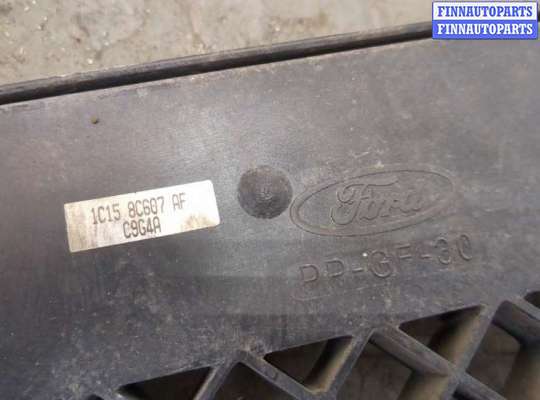 FINNAUTOPARTS
FINNAUTOPARTS
1C15 8C607 AF
C9G4A
Ford
PP-GF-30